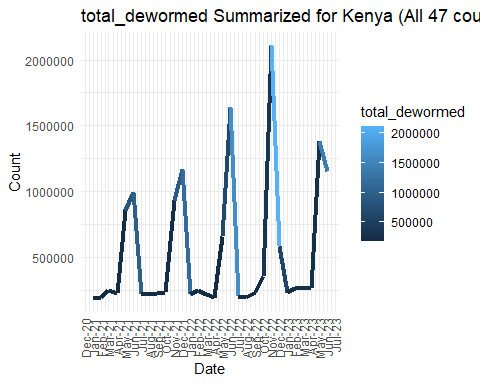 total_dewormed Summarized for Kenya (All 47 cou
2000000
1500000
1000000
500000
Count
Dec-20
Jan-21
Feb-21
Mar-21
Apr-21
May-21
Jun-21
Jul-21
Aug-21
Sep-21
Oct-21
Nov-21
Dec-21
Jan-22
Feb-22
Mar-22
Apr-22
May-22
Jun-22
Jul-22
Aug-22
Sep-22
Oct-22
Nov-22
Dec-22
Jan-23
Feb-23
Mar-23
Apr-23
May-23
Jun-23
Jul-23
Date
total_dewormed
2000000
1500000
1000000
500000